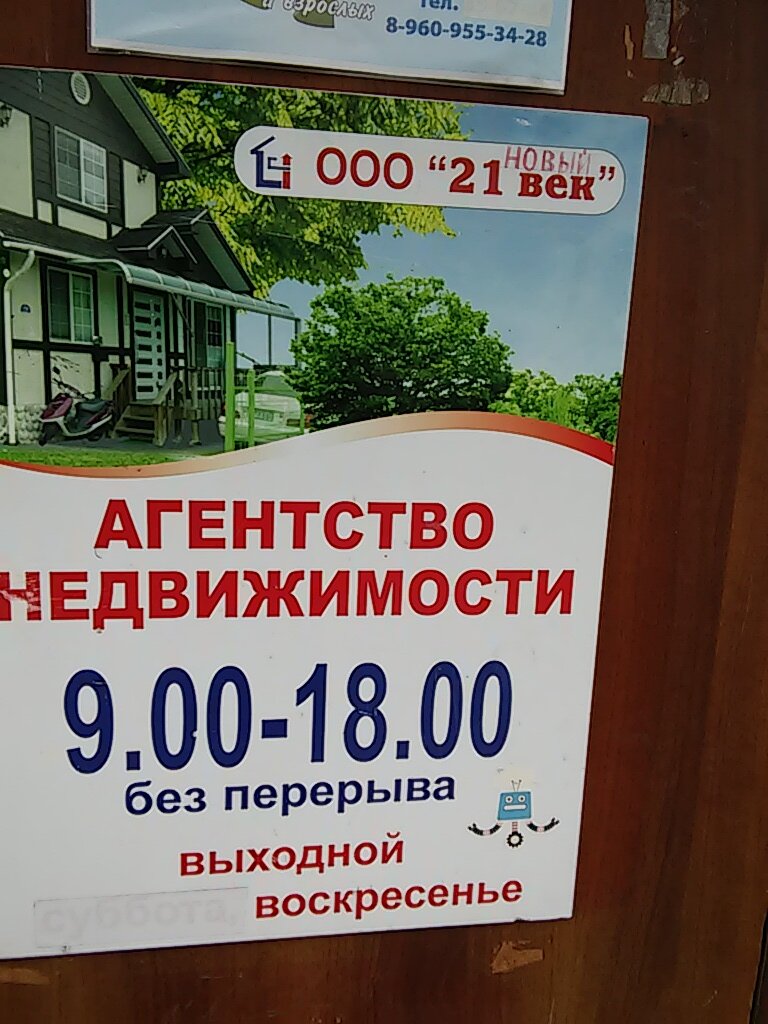 и взрослых
тел.
8-960-955-34-28
НОВЫЙ
ООО “21 век”
АГЕНТСТВО
НЕДВИЖИМОСТИ
9.00-18.00
без перерыва
выходной
суббота, воскресенье